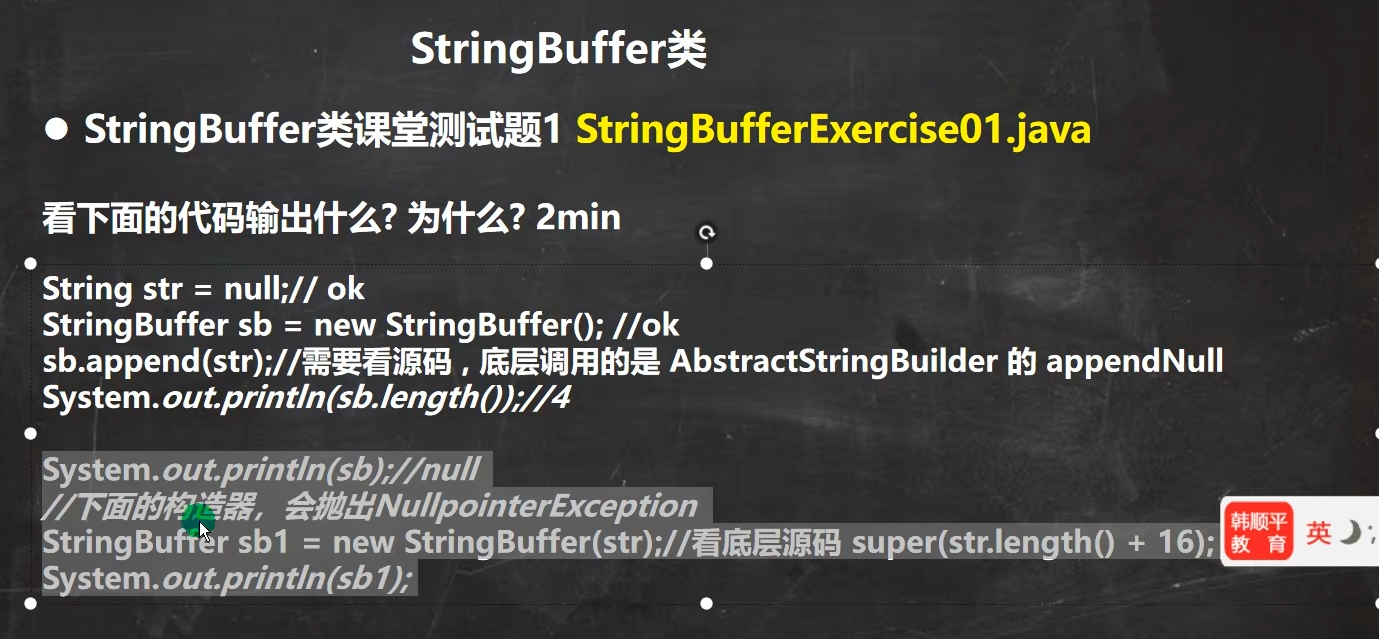 StringBuffer类
● StringBuffer类课堂测试题1 StringBufferExercise01.java
看下面的代码输出什么? 为什么? 2min
String str = null;// ok
StringBuffer sb = new StringBuffer(); //ok
sb.append(str);//需要看源码，底层调用的是 AbstractStringBuilder 的 appendNull
System.out.println(sb.length());//4
System.out.println(sb);//null
//下面的构造器，会抛出NullpointerException
StringBuffer sb1 = new StringBuffer(str);//看底层源码 super(str.length() + 16);
System.out.println(sb1);
韩顺平
教育
英